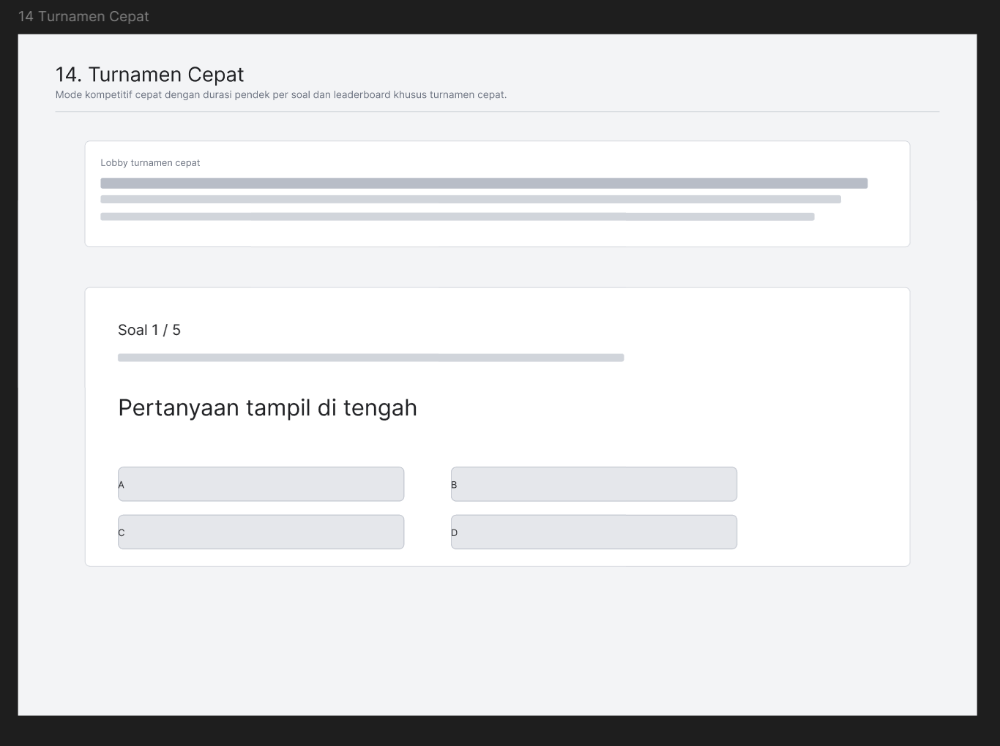 14 Turnamen Cepat
14. Turnamen Cepat
Mode kompetitif cepat dengan durasi pendek per soal dan leaderboard khusus turnamen cepat.
Lobby turnamen cepat
Soal 1 / 5
Pertanyaan tampil di tengah
A
B
C
D